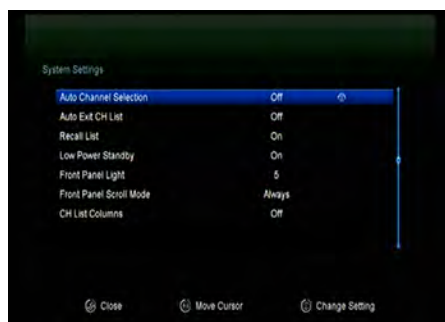 System Settings
Auto Channel Selection Off
Auto Exit CH List Off
Recall List On
Low Power Standby On
Front Panel Light 5
Front Panel Scroll Mode Always
CH List Columns Off
Close Move Cursor Change Setting